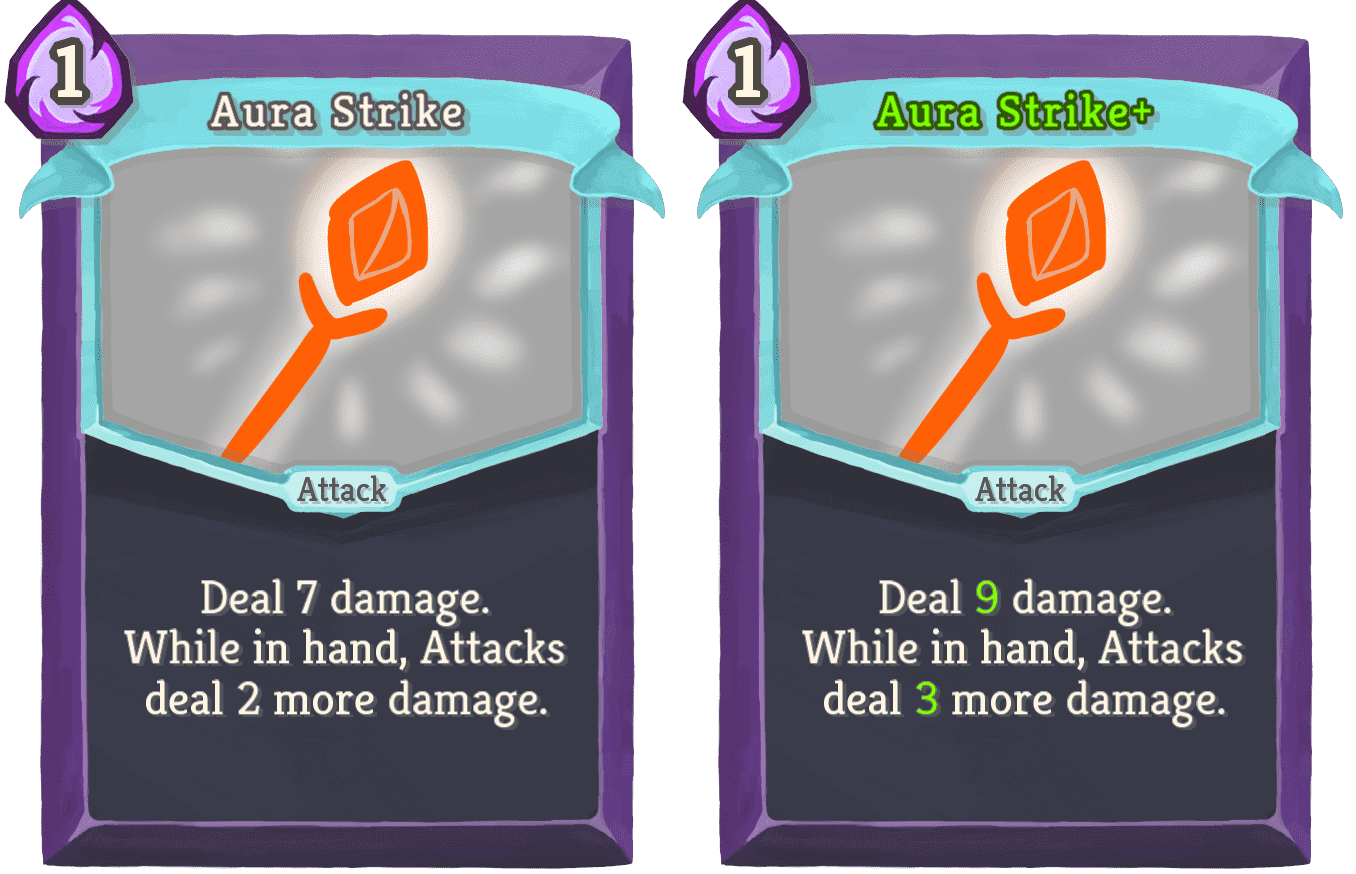 1
Aura Strike
Attack
Deal 7 damage.
While in hand, Attacks
deal 2 more damage.
1
Aura Strike+
Attack
Deal 9 damage.
While in hand, Attacks
deal 3 more damage.